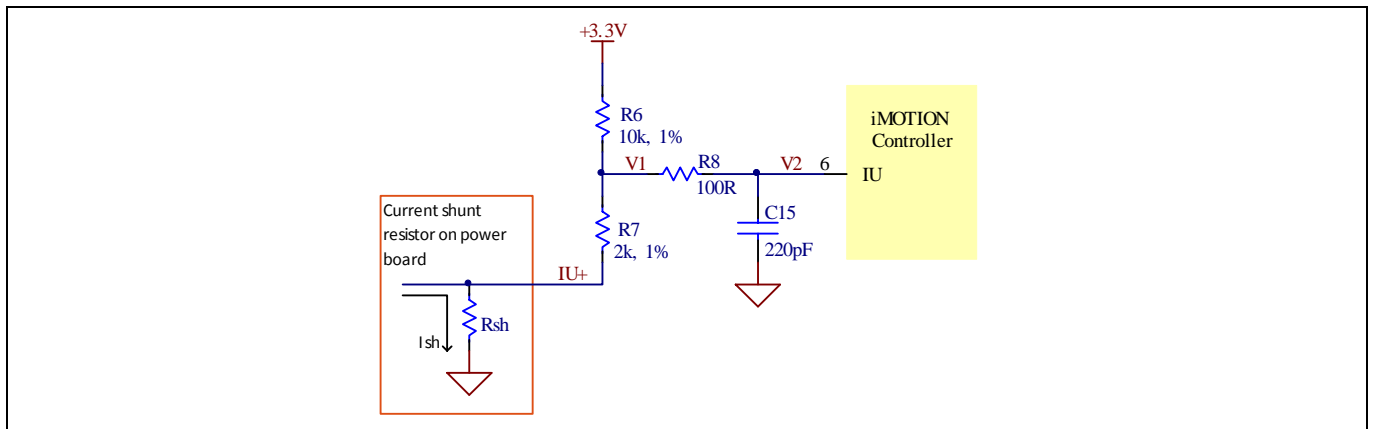 +3.3V
R6
10k, 1%
iMOTION
Controller
V1
R8
100R
V2
6
IU
Current shunt
resistor on power
board
R7
2k, 1%
C15
220pF
IU+
Rsh
Ish